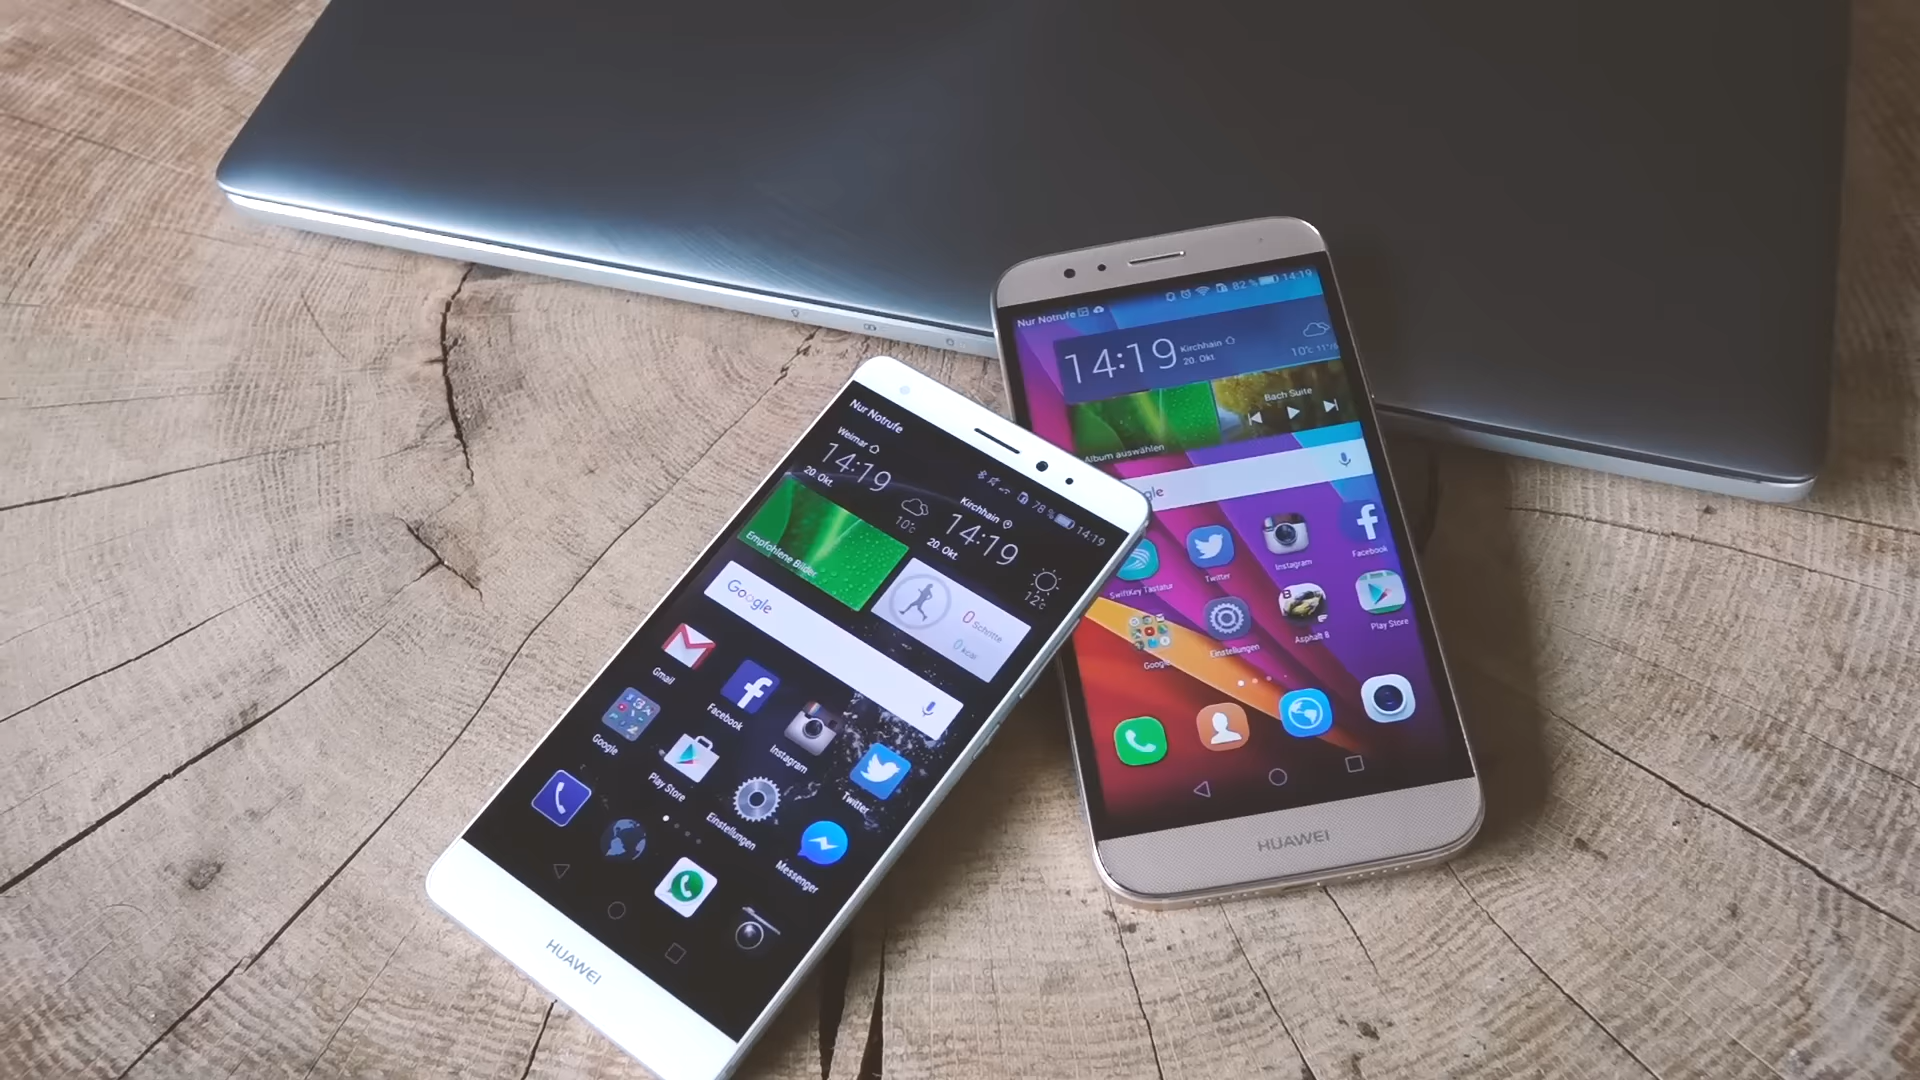 Nur Notrufe
Weimar
14:19
20. Okt.
10°C
78 %
14:19
Kirchhain
14:19
20. Okt.
12°C
Empfohlene Bilder
0 Schritte
0 kcal
Google
Gmail
Facebook
Instagram
Twitter
Google
Play Store
Einstellungen
Messenger
HUAWEI
Nur Notrufe
82 %
14:19
14:19
Kirchhain
20. Okt.
10°C
Album auswählen
Bach Suite
gle
SwiftKey Tastatur
Twitter
Instagram
Facebook
Google
Einstellungen
Asphalt 8
Play Store
HUAWEI